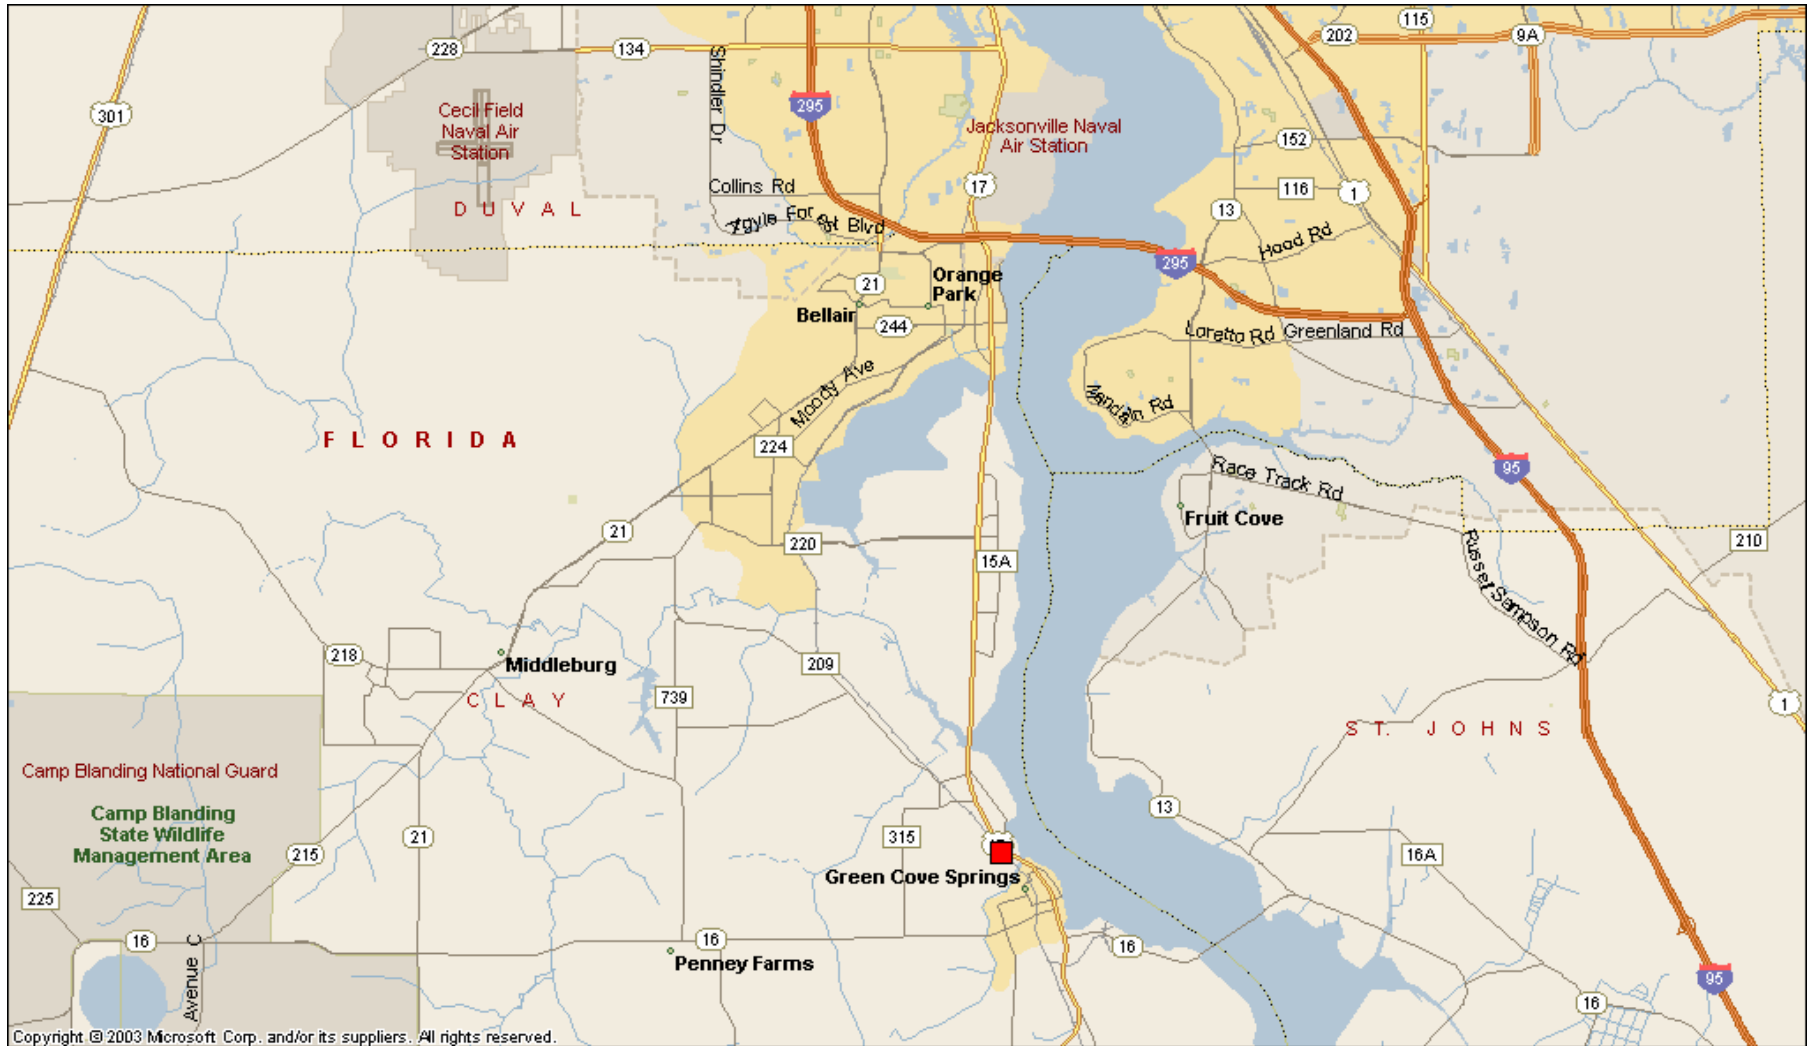 228
134
Shindler Dr
115
202
9A
301
295
Cecil Field
Naval Air
Station
Jacksonville Naval
Air Station
152
17
116
1
Collins Rd
D U V A L
13
Blvd
Hood Rd
295
21
Orange
Park
Bellair
244
Loretto Rd
Greenland Rd
Moody Ave
Rd
F L O R I D A
224
95
Race Track Rd
Fruit Cove
21
220
15A
210
Russel Sampson Rd
218
Middleburg
209
C L A Y
739
1
ST. J O H N S
Camp Blanding National Guard
Camp Blanding
State Wildlife
Management Area
13
21
315
215
16A
Green Cove Springs
225
16
Avenue C
16
16
Penney Farms
95
16
Copyright © 2003 Microsoft Corp. and/or its suppliers. All rights reserved.